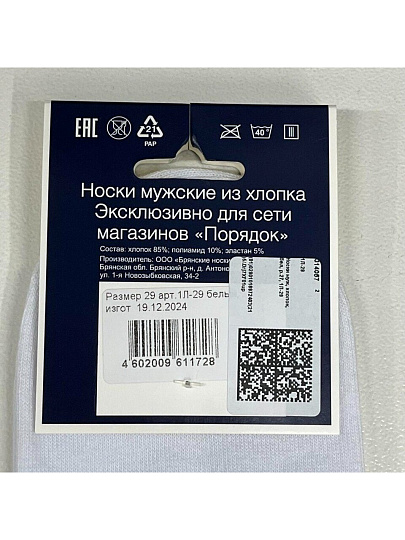 EAC
21
PAP
40°
Носки мужские из хлопка
Эксклюзивно для сети
магазинов «Порядок»
Состав: хлопок 85%; полиамид 10%; эластан 5%
Производитель: ООО «Брянские носки
Брянская обл. Брянский р-н, д. Антоно
ул. 1-я Новозыбковская, 34-2
Размер 29 арт.1Л-29 белы
изгот 19.12.2024
4 602009 611728